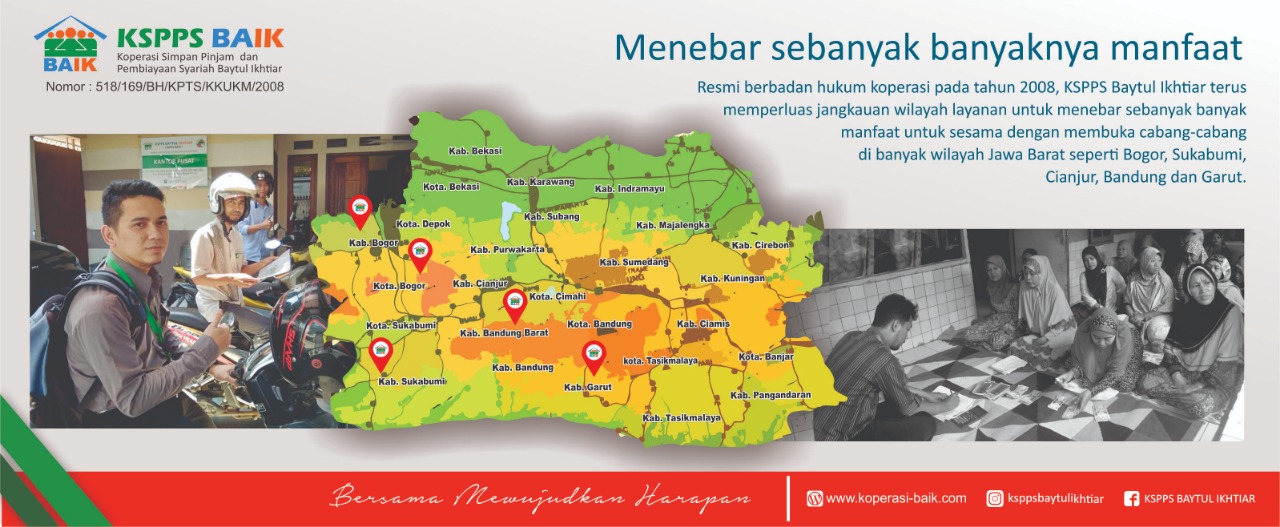 KSPPS BAIK
Koperasi Simpan Pinjam dan
Pembiayaan Syariah Baytul Ikhtiar
BAIK
Nomor : 518/169/BH/KPTS/KKUKM/2008
Menebar sebanyak banyaknya manfaat
Resmi berbadan hukum koperasi pada tahun 2008, KSPPS Baytul Ikhtiar terus
memperluas jangkauan wilayah layanan untuk menebar sebanyak banyak
manfaat untuk sesama dengan membuka cabang-cabang
di banyak wilayah Jawa Barat seperti Bogor, Sukabumi,
Cianjur, Bandung dan Garut.
KANTOR PUSAT
Kab. Bekasi
Kota. Bekasi
Kab. Karawang
Kab. Indramayu
Kota. Depok
Kab. Subang
Kab. Majalengka
Kab. Bogor
Kab. Purwakarta
Kab. Cirebon
Kab. Sumedang
Kab. Kuningan
Kota. Bogor
Kab. Cianjur
Kota. Cimahi
Kota. Sukabumi
Kab. Bandung Barat
Kota. Bandung
Kab. Ciamis
Kab. Sukabumi
Kab. Bandung
kota. Tasikmalaya
Kota. Banjar
Kab. Garut
Kab. Pangandaran
Kab. Tasikmalaya
Bersama Mewujudkan Harapan
www.koperasi-baik.com
ksppsbaytulikhtiar
KSPPS BAYTUL IKHTIAR